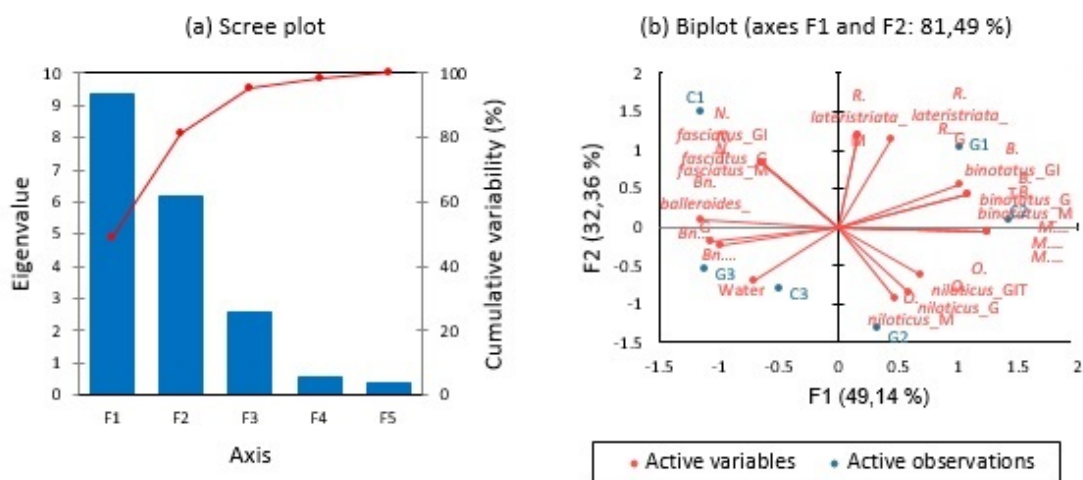 (a) Scree plot
10
9
8
7
6
5
4
3
2
1
0
Eigenvalue
100
80
60
40
20
0
Cumulative variability (%)
F1 F2 F3 F4 F5
Axis
(b) Biplot (axes F1 and F2: 81,49 %)
2
1.5
1
0.5
0
-0.5
-1
-1.5
F2 (32,36 %)
-1.5 -1 -0.5 0 0.5 1 1.5 2
F1 (49,14 %)
C1
N.
fasciatus_GI
N.
fasciatus_G
fasciatus_M
Bn.
balleroides_
G
Bn....
Bn....
G3
Water
C3
R.
lateristriata_
M
R.
lateristriata_
R.
G
G1
B.
binotatus_GI
B.
binotatus_G
binotatus_M
M.
M.
M.
O.
niloticus_GIT
O.
niloticus_G
O.
niloticus_M
G2
Active variables Active observations